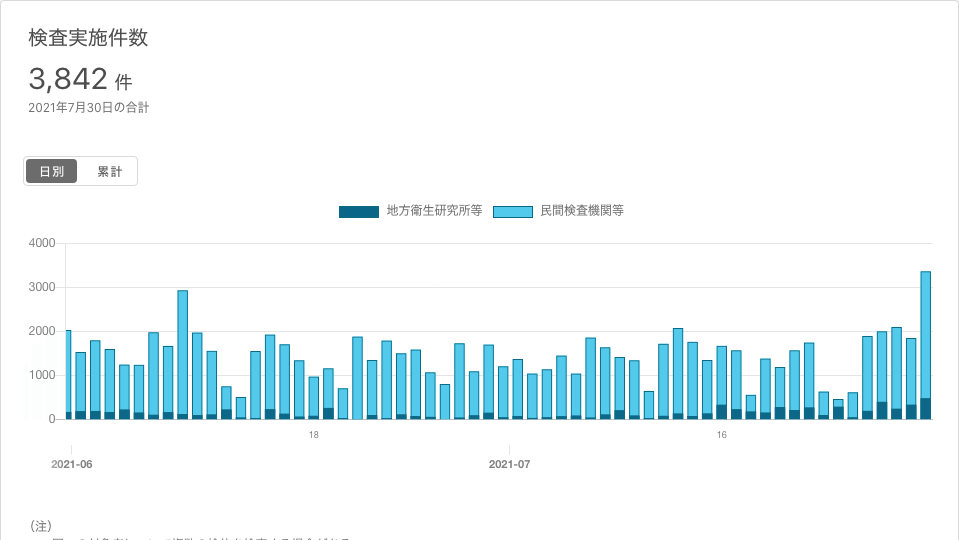 検査実施件数
3,842 件
2021年7月30日の合計
日別 累計
地方衛生研究所等 民間検査機関等
4000
3000
2000
1000
0
18 16
2021-06 2021-07
（注）